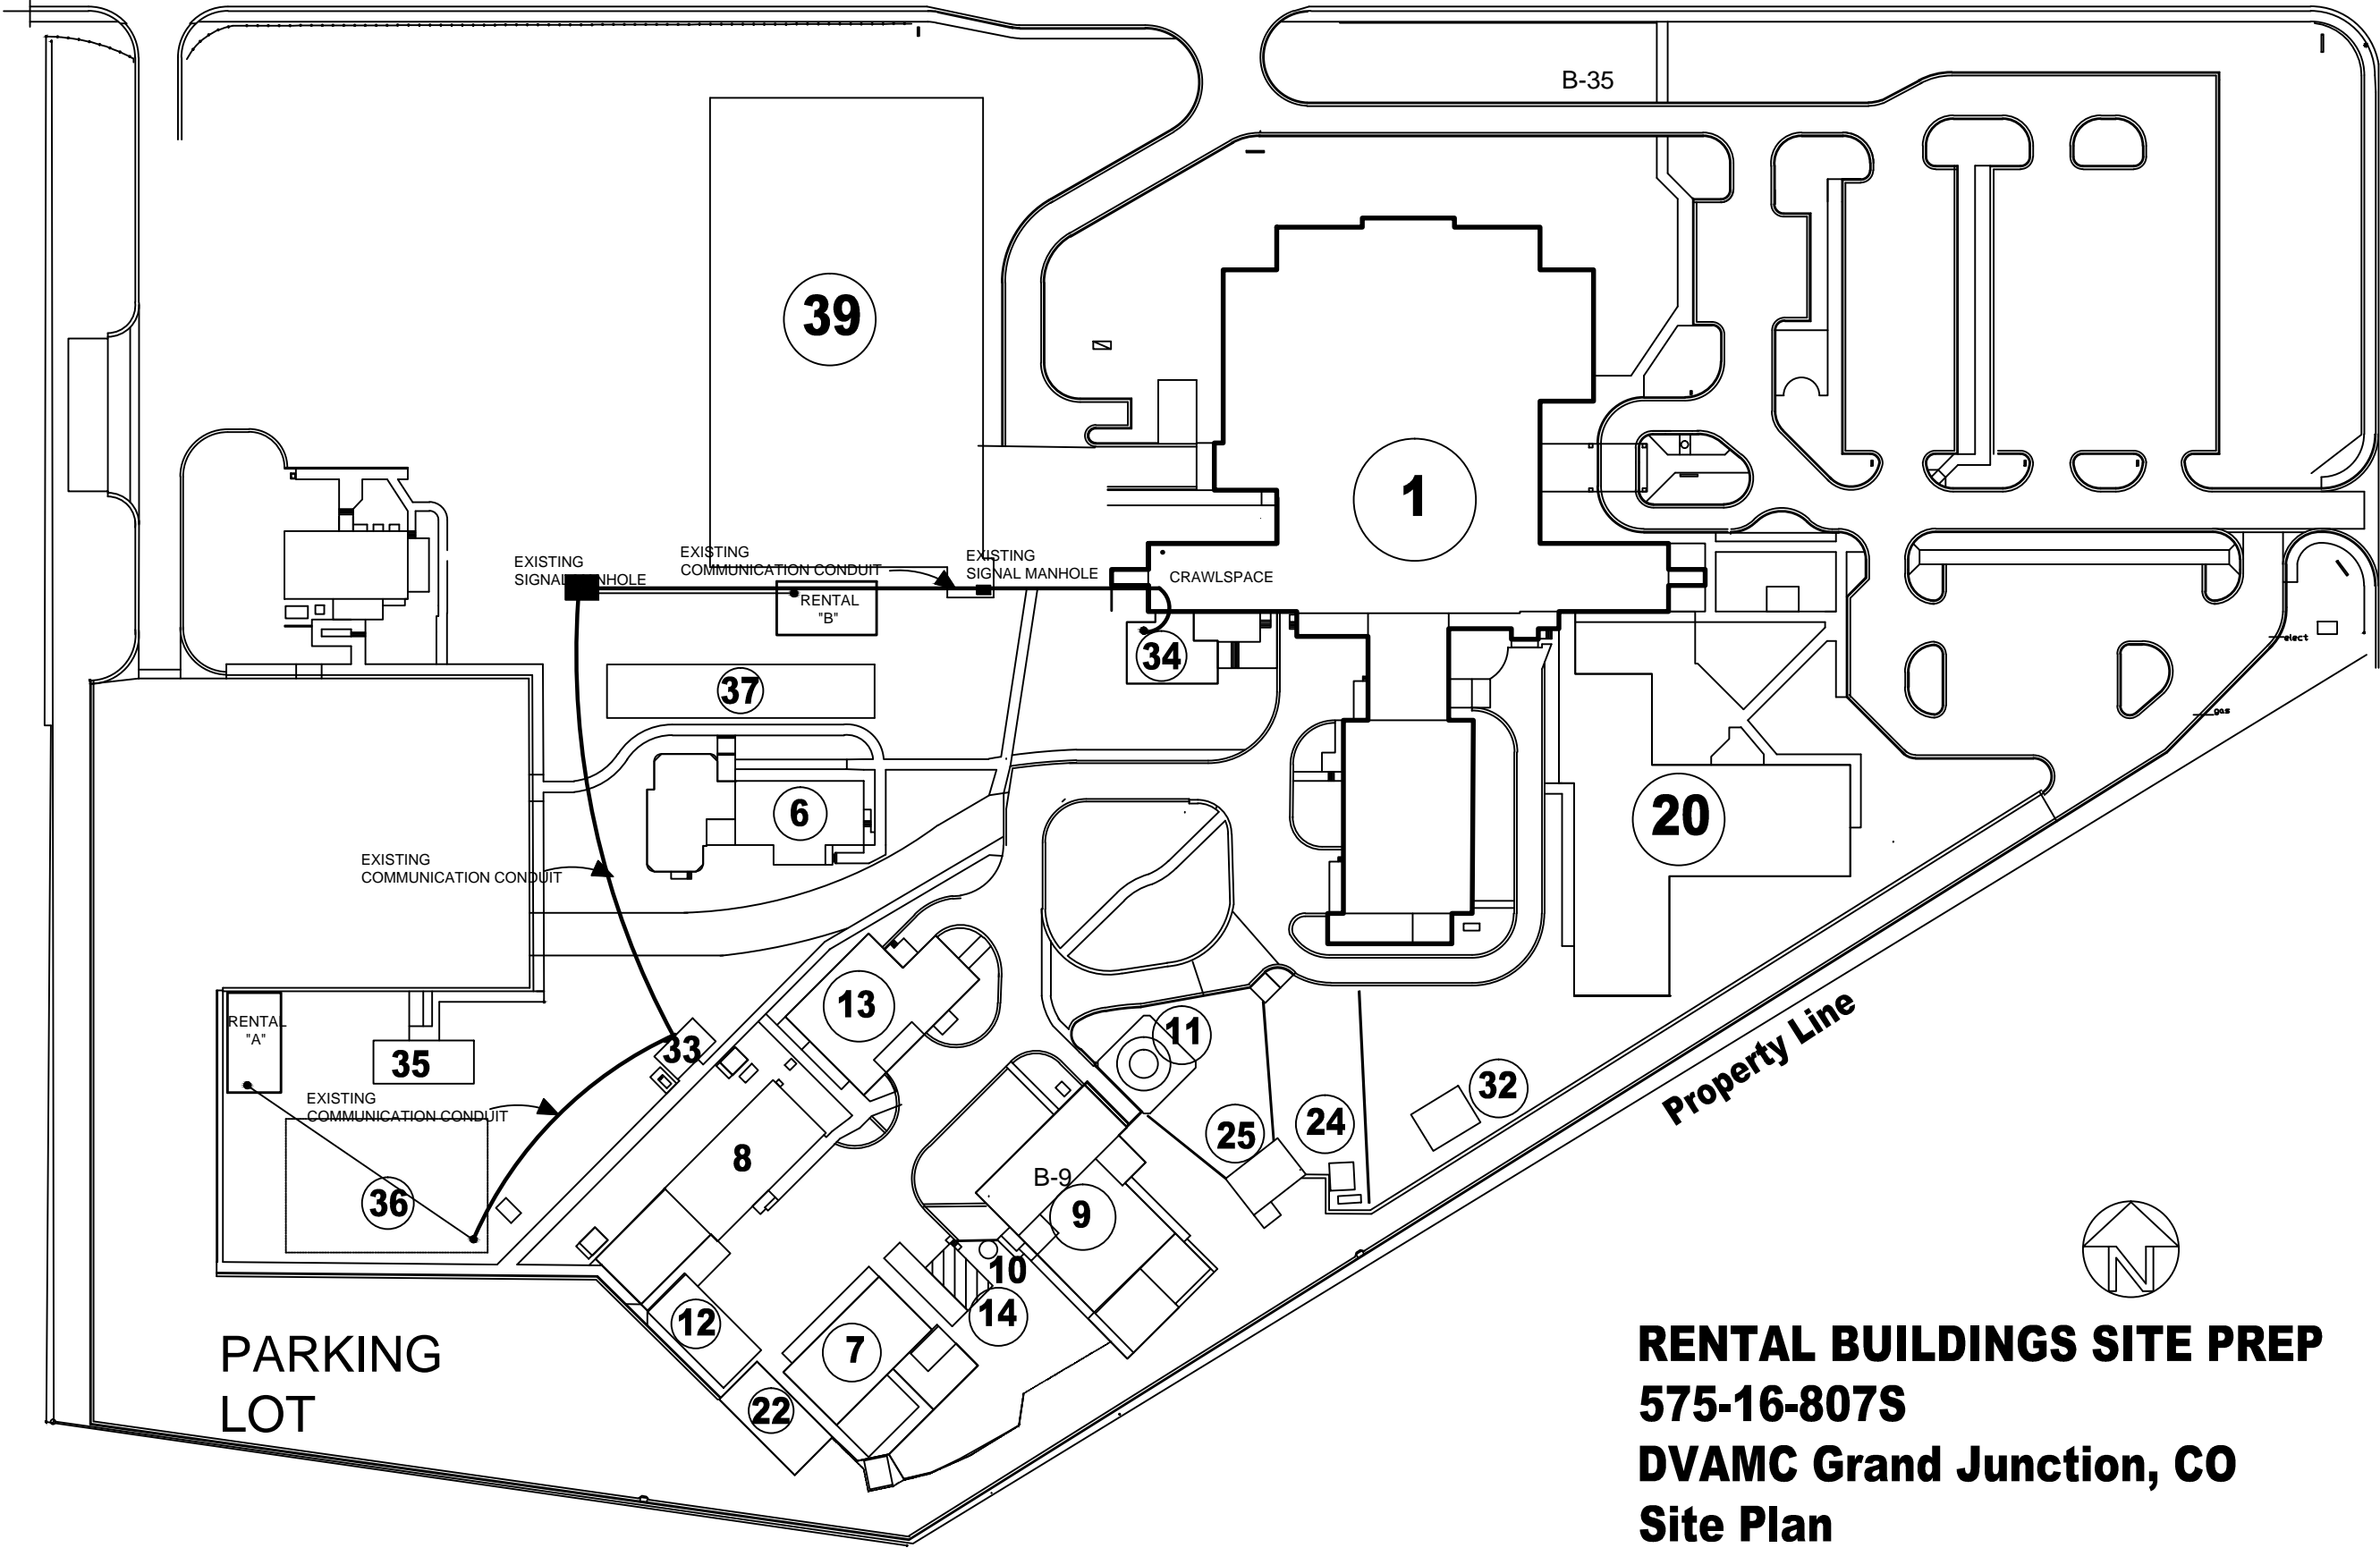 B-35
39
1
EXISTING
SIGNAL MANHOLE
EXISTING
COMMUNICATION CONDUIT
EXISTING
SIGNAL MANHOLE
CRAWLSPACE
RENTAL
"B"
34
elect
37
gas
6
20
EXISTING
COMMUNICATION CONDUIT
13
RENTAL
"A"
35
33
11
Property Line
32
EXISTING
COMMUNICATION CONDUIT
25
24
8
36
B-9
9
N
10
14
12
7
22
PARKING
LOT
RENTAL BUILDINGS SITE PREP
575-16-807S
DVAMC Grand Junction, CO
Site Plan